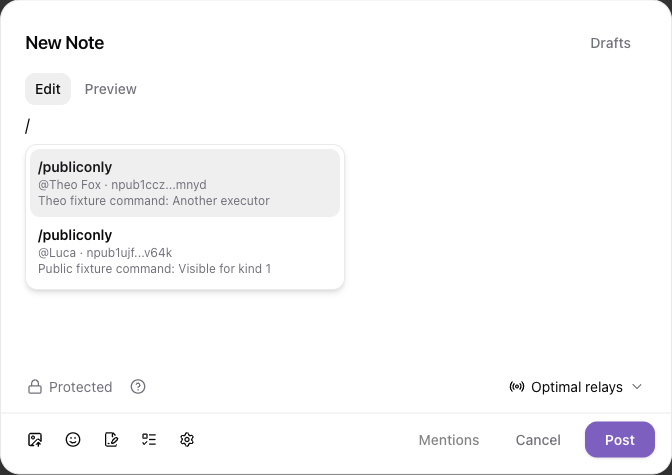 New Note
Drafts
Edit
Preview
/
/publiconly
@Theo Fox · npub1ccz...mnyd
Theo fixture command: Another executor
/publiconly
@Luca · npub1ujf...v64k
Public fixture command: Visible for kind 1
Protected
Optimal relays
Mentions
Cancel
Post